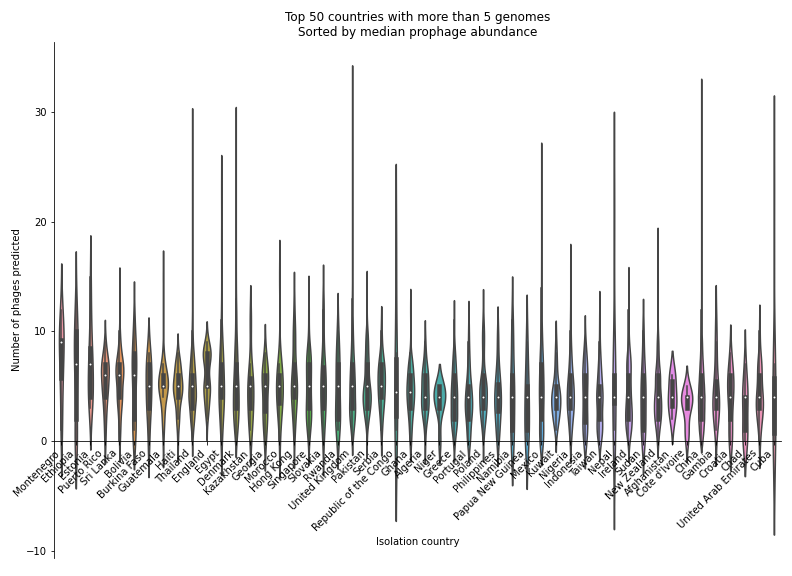 Top 50 countries with more than 5 genomes
Sorted by median prophage abundance
Number of phages predicted
30
20
10
0
−10
Montenegro
Ethiopia
Estonia
Puerto Rico
Sri Lanka
Bolivia
Burkina Faso
Guatemala
Haiti
Thailand
England
Egypt
Denmark
Kazakhstan
Georgia
Morocco
Hong Kong
Singapore
Slovakia
Rwanda
United Kingdom
Pakistan
Serbia
Republic of the Congo
Ghana
Algeria
Niger
Greece
Portugal
Poland
Philippines
Namibia
Papua New Guinea
Mexico
Kuwait
Nigeria
Indonesia
Taiwan
Nepal
Ireland
Sudan
New Zealand
Afghanistan
Cote d'Ivoire
China
Gambia
Croatia
Chad
United Arab Emirates
Cuba
Isolation country